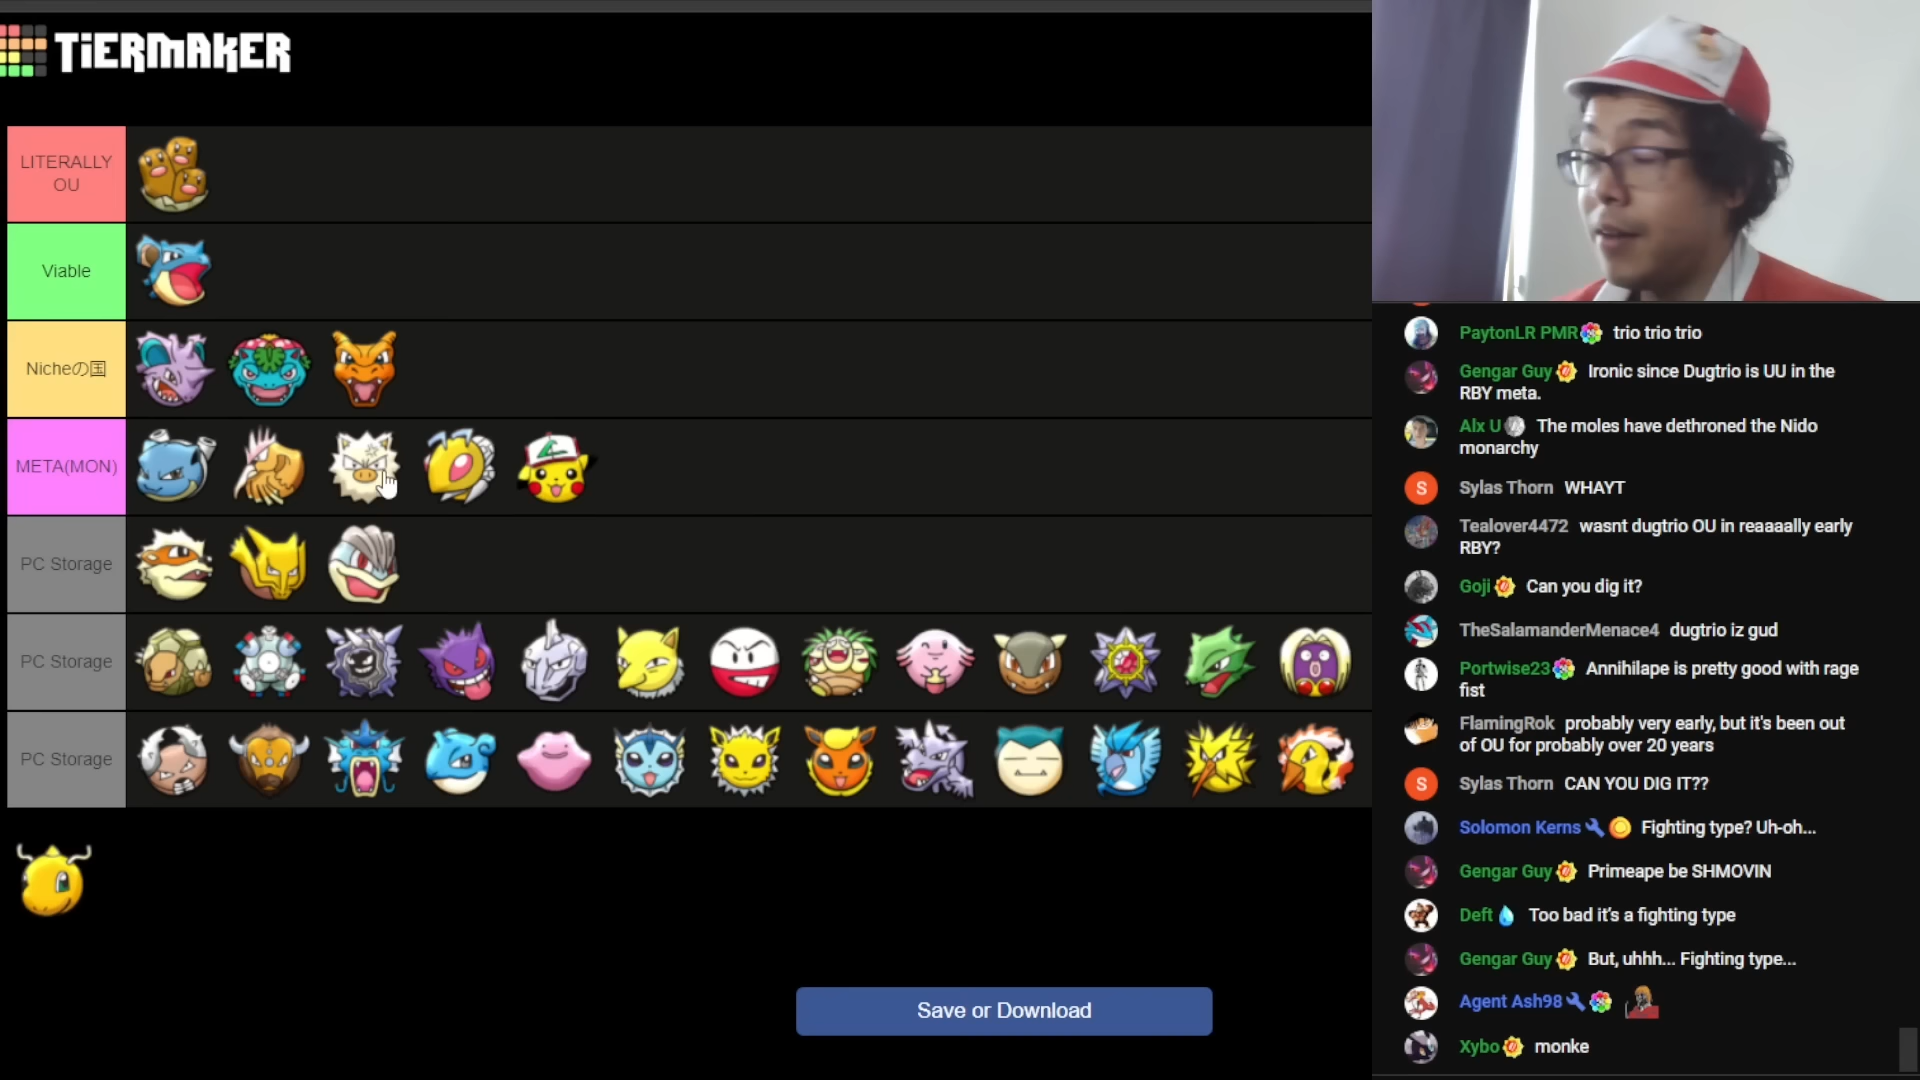 TiERMAKER
LITERALLY
OU
Viable
Nicheの国
META(MON)
PC Storage
PC Storage
PC Storage
Save or Download
PaytonLR PMR trio trio trio
Gengar Guy Ironic since Dugtrio is UU in the
RBY meta.
Alx U The moles have dethroned the Nido
monarchy
S Sylas Thorn WHAYT
Tealover4472 wasnt dugtrio OU in reaaaally early
RBY?
Goji Can you dig it?
TheSalamanderMenace4 dugtrio iz gud
Portwise23 Annihilape is pretty good with rage
fist
FlamingRok probably very early, but it's been out
of OU for probably over 20 years
S Sylas Thorn CAN YOU DIG IT??
Solomon Kerns Fighting type? Uh-oh...
Gengar Guy Primeape be SHMOVIN
Deft Too bad it's a fighting type
Gengar Guy But, uhhh... Fighting type...
Agent Ash98
Xybo monke